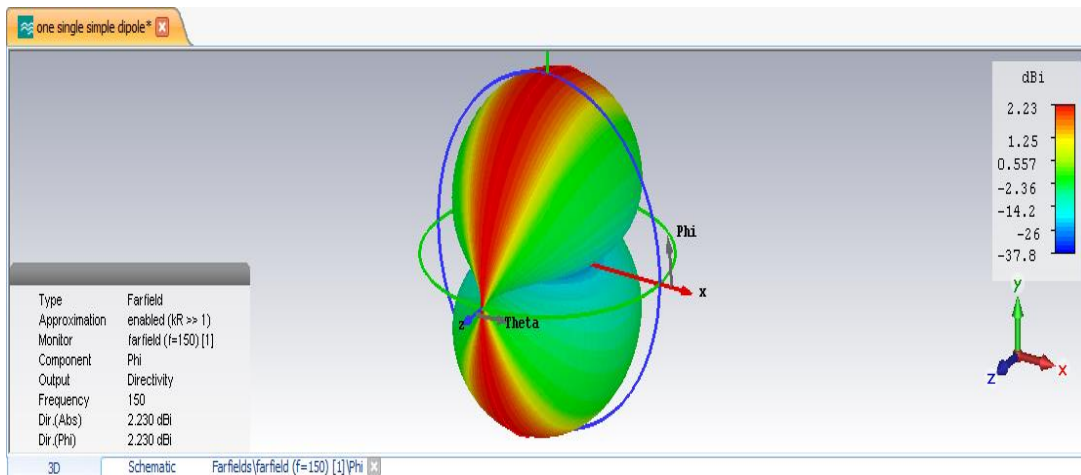 one single simple dipole*
dBi
2.23
1.25
0.557
-2.36
-14.2
-26
-37.8
Phi
x
z
Theta
y
z
x
Type Farfield
Approximation enabled (kR >> 1)
Monitor farfield (f=150) [1]
Component Phi
Output Directivity
Frequency 150
Dir.(Abs) 2.230 dBi
Dir.(Phi) 2.230 dBi
3D Schematic Farfields\farfield (f=150) [1]\Phi